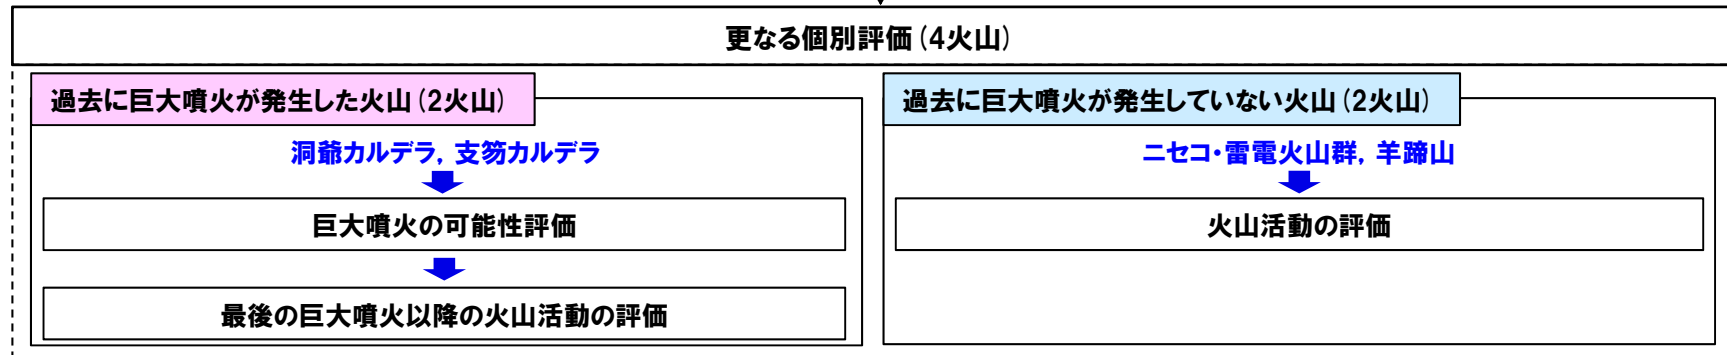 更なる個別評価（4火山）
過去に巨大噴火が発生した火山（2火山）
洞爺カルデラ，支笏カルデラ
巨大噴火の可能性評価
最後の巨大噴火以降の火山活動の評価
過去に巨大噴火が発生していない火山（2火山）
ニセコ・雷電火山群，羊蹄山
火山活動の評価